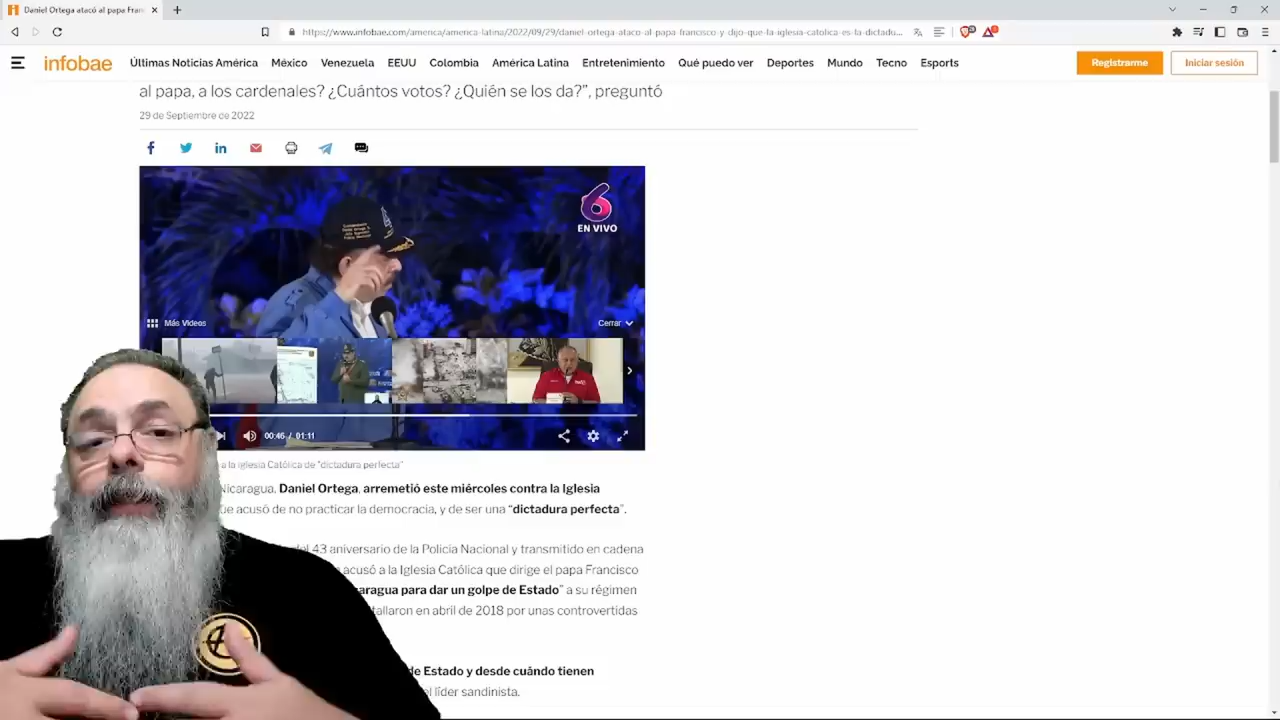 Daniel Ortega atacó al papa Fran
https://www.infobae.com/america/america-latina/2022/09/29/daniel-ortega-ataco-al-papa-francisco-y-dijo-que-la-iglesia-catolica-es-la-dictadu...
infobae
Últimas Noticias América México Venezuela EEUU Colombia América Latina Entretenimiento Qué puedo ver Deportes Mundo Tecno Esports
Registrarme
Iniciar sesión
al papa, a los cardenales? ¿Cuántos votos? ¿Quién se los da?”, preguntó
29 de Septiembre de 2022
6
EN VIVO
Más Videos
Cerrar
00:46 / 01:11
a la Iglesia Católica de "dictadura perfecta"
Nicaragua, Daniel Ortega, arremetió este miércoles contra la Iglesia
ue acusó de no practicar la democracia, y de ser una “dictadura perfecta”.
del 43 aniversario de la Policía Nacional y transmitido en cadena
acusó a la Iglesia Católica que dirige el papa Francisco
aragua para dar un golpe de Estado” a su régimen
tallaron en abril de 2018 por unas controvertidas
de Estado y desde cuándo tienen
el líder sandinista.